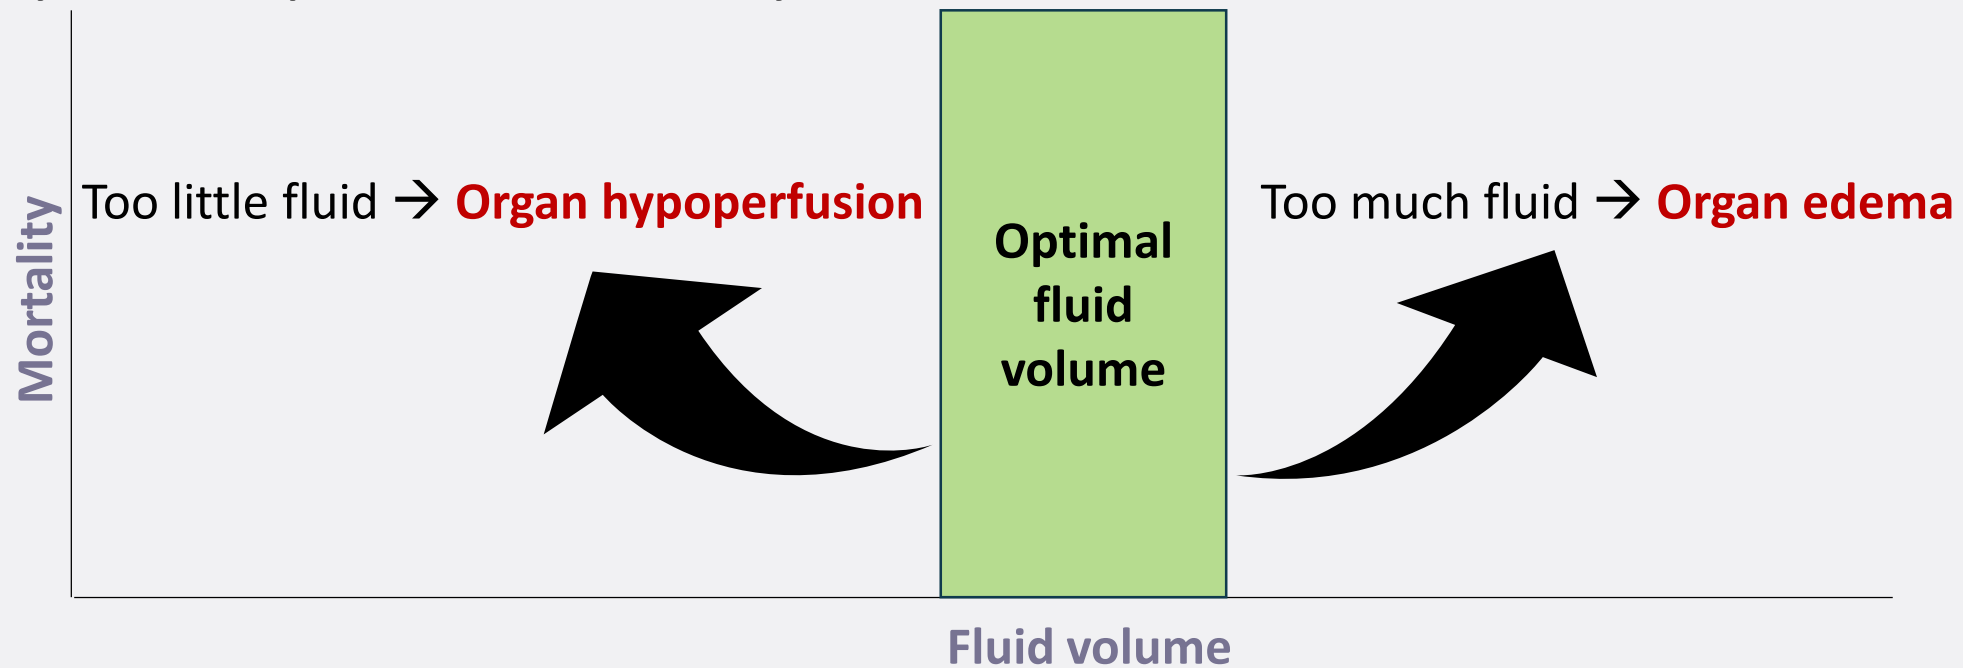 Too little fluid → Organ hypoperfusion
Optimal
fluid
volume
Too much fluid → Organ edema
Mortality
Fluid volume